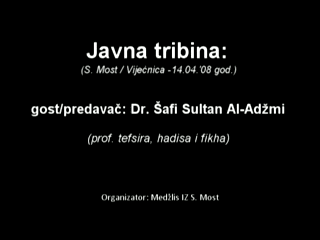 Javna tribina:
(S. Most / Vijećnica -14.04.'08 god.)
gost/predavač: Dr. Šafi Sultan Al-Adžmi
(prof. tefsira, hadisa i fikha)
Organizator: Medžlis IZ S. Most